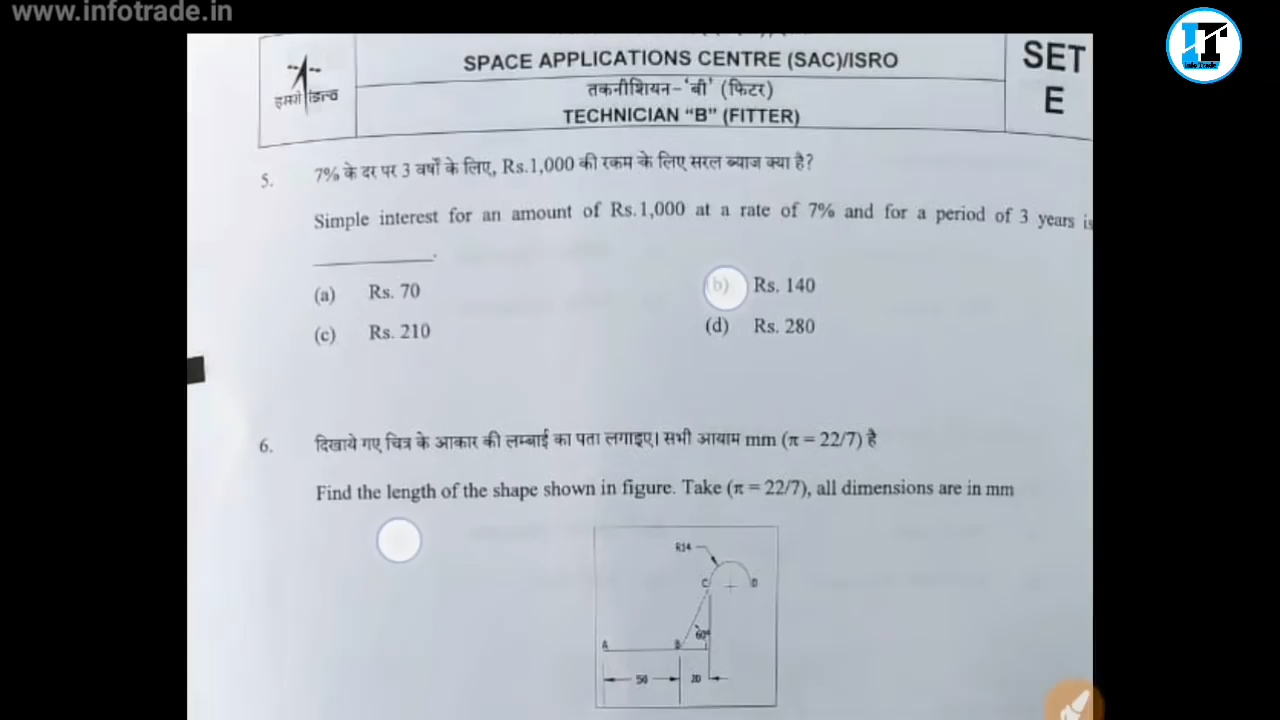 www.infotrade.in
IT
Info Trade
SPACE APPLICATIONS CENTRE (SAC)/ISRO
तकनीशियन-'बी' (फिटर)
TECHNICIAN "B" (FITTER)
SET
E
इसरो isro
5. 7% के दर पर 3 वर्षों के लिए, Rs.1,000 की रकम के लिए सरल ब्याज क्या है?
Simple interest for an amount of Rs.1,000 at a rate of 7% and for a period of 3 years is
____________.
(a) Rs. 70 (b) Rs. 140
(c) Rs. 210 (d) Rs. 280
6. दिखाये गए चित्र के आकार की लम्बाई का पता लगाइए। सभी आयाम mm (π = 22/7) है
Find the length of the shape shown in figure. Take (π = 22/7), all dimensions are in mm
R14
C D
60°
A B
50 20